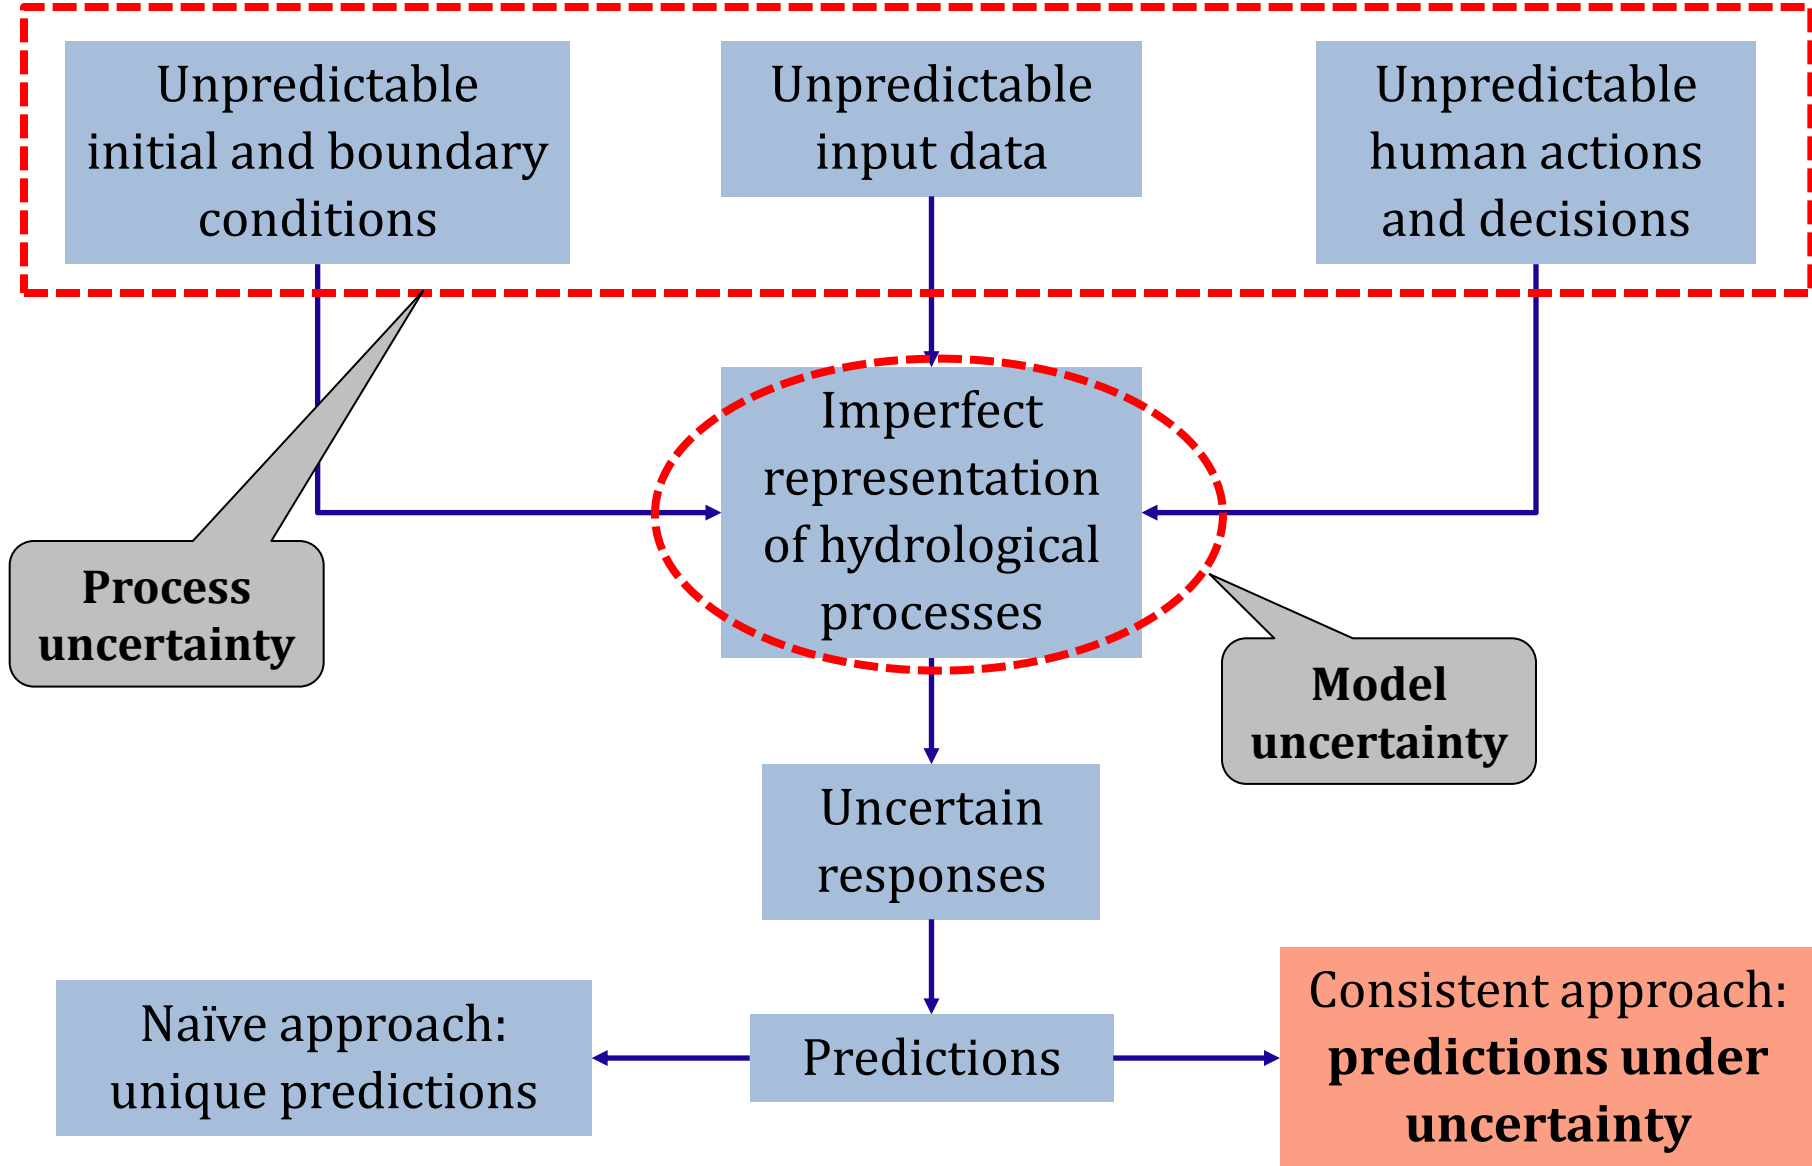 Unpredictable
initial and boundary
conditions
Unpredictable
input data
Unpredictable
human actions
and decisions
Imperfect
representation
of hydrological
processes
Process
uncertainty
Model
uncertainty
Uncertain
responses
Naïve approach:
unique predictions
Predictions
Consistent approach:
predictions under
uncertainty